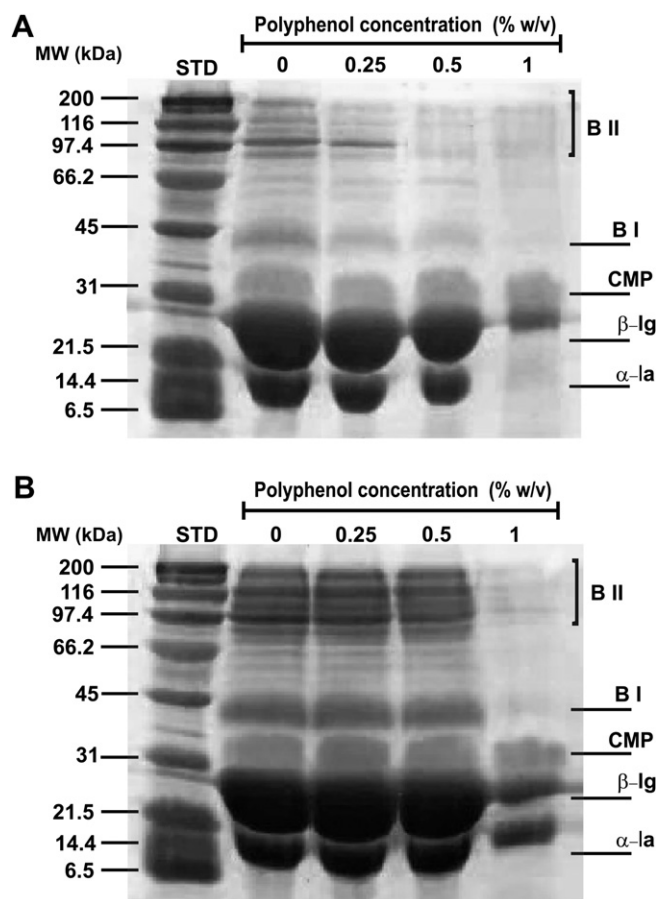 A
Polyphenol concentration (% w/v)
MW (kDa) STD 0 0.25 0.5 1
200
116
97.4
66.2
45
31
21.5
14.4
6.5
B II
B I
CMP
β-lg
α-la
B
Polyphenol concentration (% w/v)
MW (kDa) STD 0 0.25 0.5 1
200
116
97.4
66.2
45
31
21.5
14.4
6.5
B II
B I
CMP
β-lg
α-la